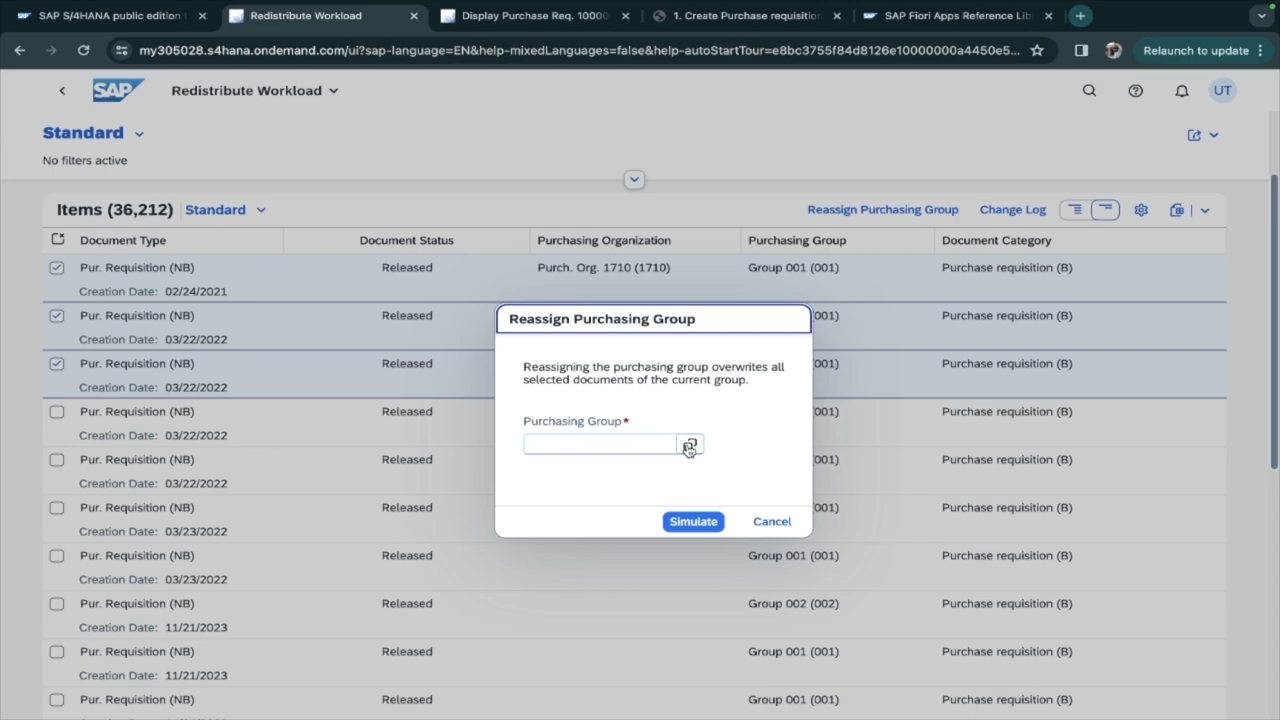 SAP S/4HANA public edition
Redistribute Workload
Display Purchase Req. 10000
1. Create Purchase requisition
SAP Fiori Apps Reference Lib
my305028.s4hana.ondemand.com/ui?sap-language=EN&help-mixedLanguages=false&help-autoStartTour=e8bc3755f84d8126e10000000a4450e5...
Relaunch to update
SAP
Redistribute Workload
UT
Standard
No filters active
Items (36,212) Standard
Reassign Purchasing Group
Change Log
Document Type
Document Status
Purchasing Organization
Purchasing Group
Document Category
Pur. Requisition (NB) Released Purch. Org. 1710 (1710) Group 001 (001) Purchase requisition (B)
Creation Date: 02/24/2021
Pur. Requisition (NB) Released 001) Purchase requisition (B)
Creation Date: 03/22/2022
Pur. Requisition (NB) Released 001) Purchase requisition (B)
Creation Date: 03/22/2022
Pur. Requisition (NB) Released 001) Purchase requisition (B)
Creation Date: 03/22/2022
Pur. Requisition (NB) Released 001) Purchase requisition (B)
Creation Date: 03/22/2022
Pur. Requisition (NB) Released 001) Purchase requisition (B)
Creation Date: 03/23/2022
Pur. Requisition (NB) Released Group 001 (001) Purchase requisition (B)
Creation Date: 03/23/2022
Pur. Requisition (NB) Released Group 002 (002) Purchase requisition (B)
Creation Date: 11/21/2023
Pur. Requisition (NB) Released Group 001 (001) Purchase requisition (B)
Creation Date: 11/21/2023
Pur. Requisition (NB) Released Group 001 (001) Purchase requisition (B)
Reassign Purchasing Group
Reassigning the purchasing group overwrites all
selected documents of the current group.
Purchasing Group*
Simulate
Cancel